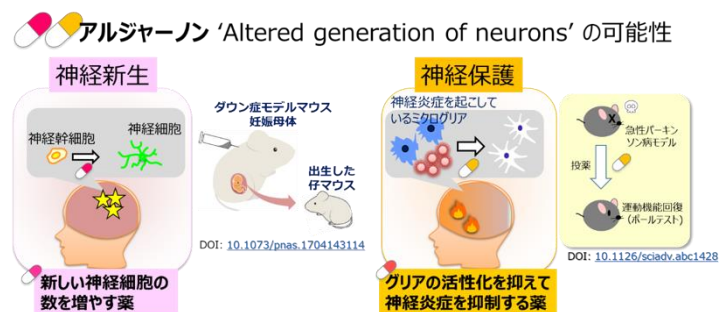 アルジャーノン ‘Altered generation of neurons’ の可能性
神経新生
神経幹細胞
神経細胞
新しい神経細胞の
数を増やす薬
ダウン症モデルマウス
妊娠母体
出生した
仔マウス
DOI: 10.1073/pnas.1704143114
神経保護
神経炎症を起こして
いるミクログリア
グリアの活性化を抑えて
神経炎症を抑制する薬
急性パーキン
ソン病モデル
投薬
運動機能回復
(ポールテスト)
DOI: 10.1126/sciadv.abc1428